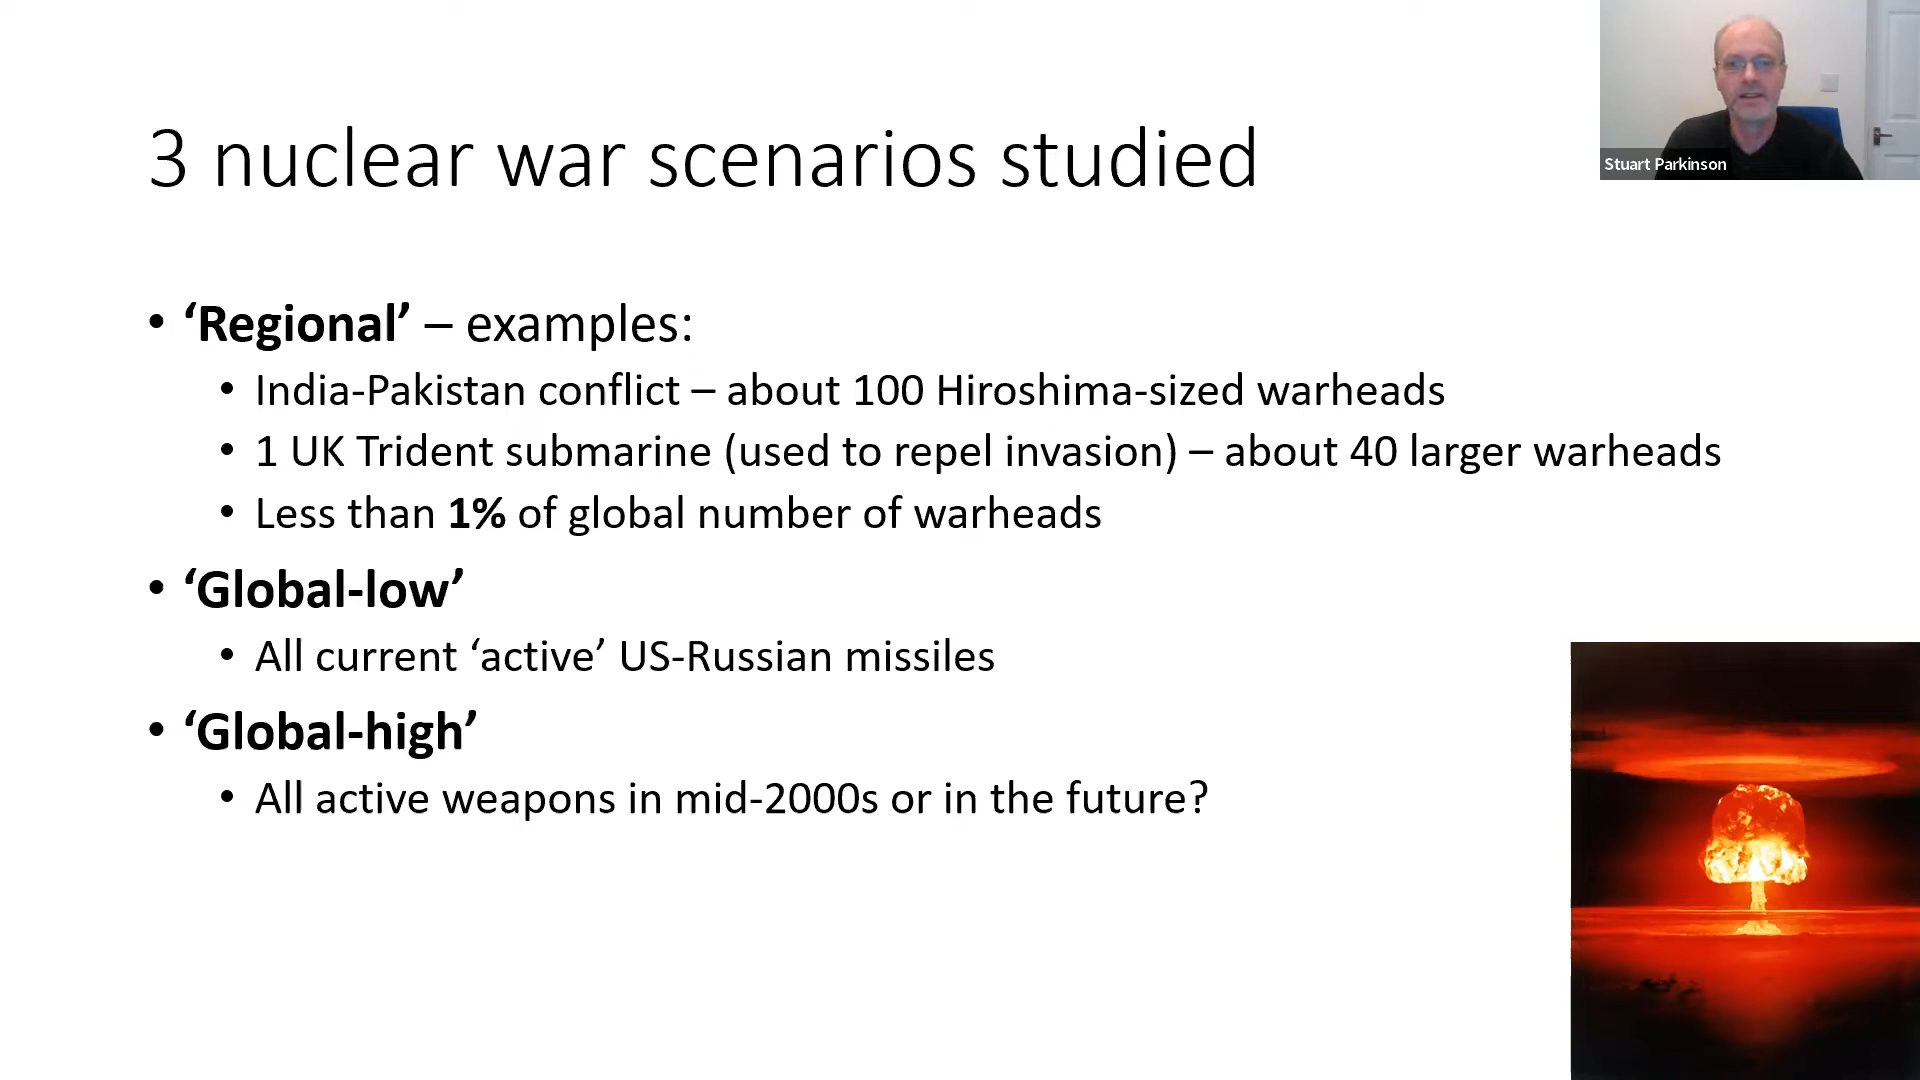 Stuart Parkinson
3 nuclear war scenarios studied
• ‘Regional’ – examples:
• India-Pakistan conflict – about 100 Hiroshima-sized warheads
• 1 UK Trident submarine (used to repel invasion) – about 40 larger warheads
• Less than 1% of global number of warheads
• ‘Global-low’
• All current ‘active’ US-Russian missiles
• ‘Global-high’
• All active weapons in mid-2000s or in the future?